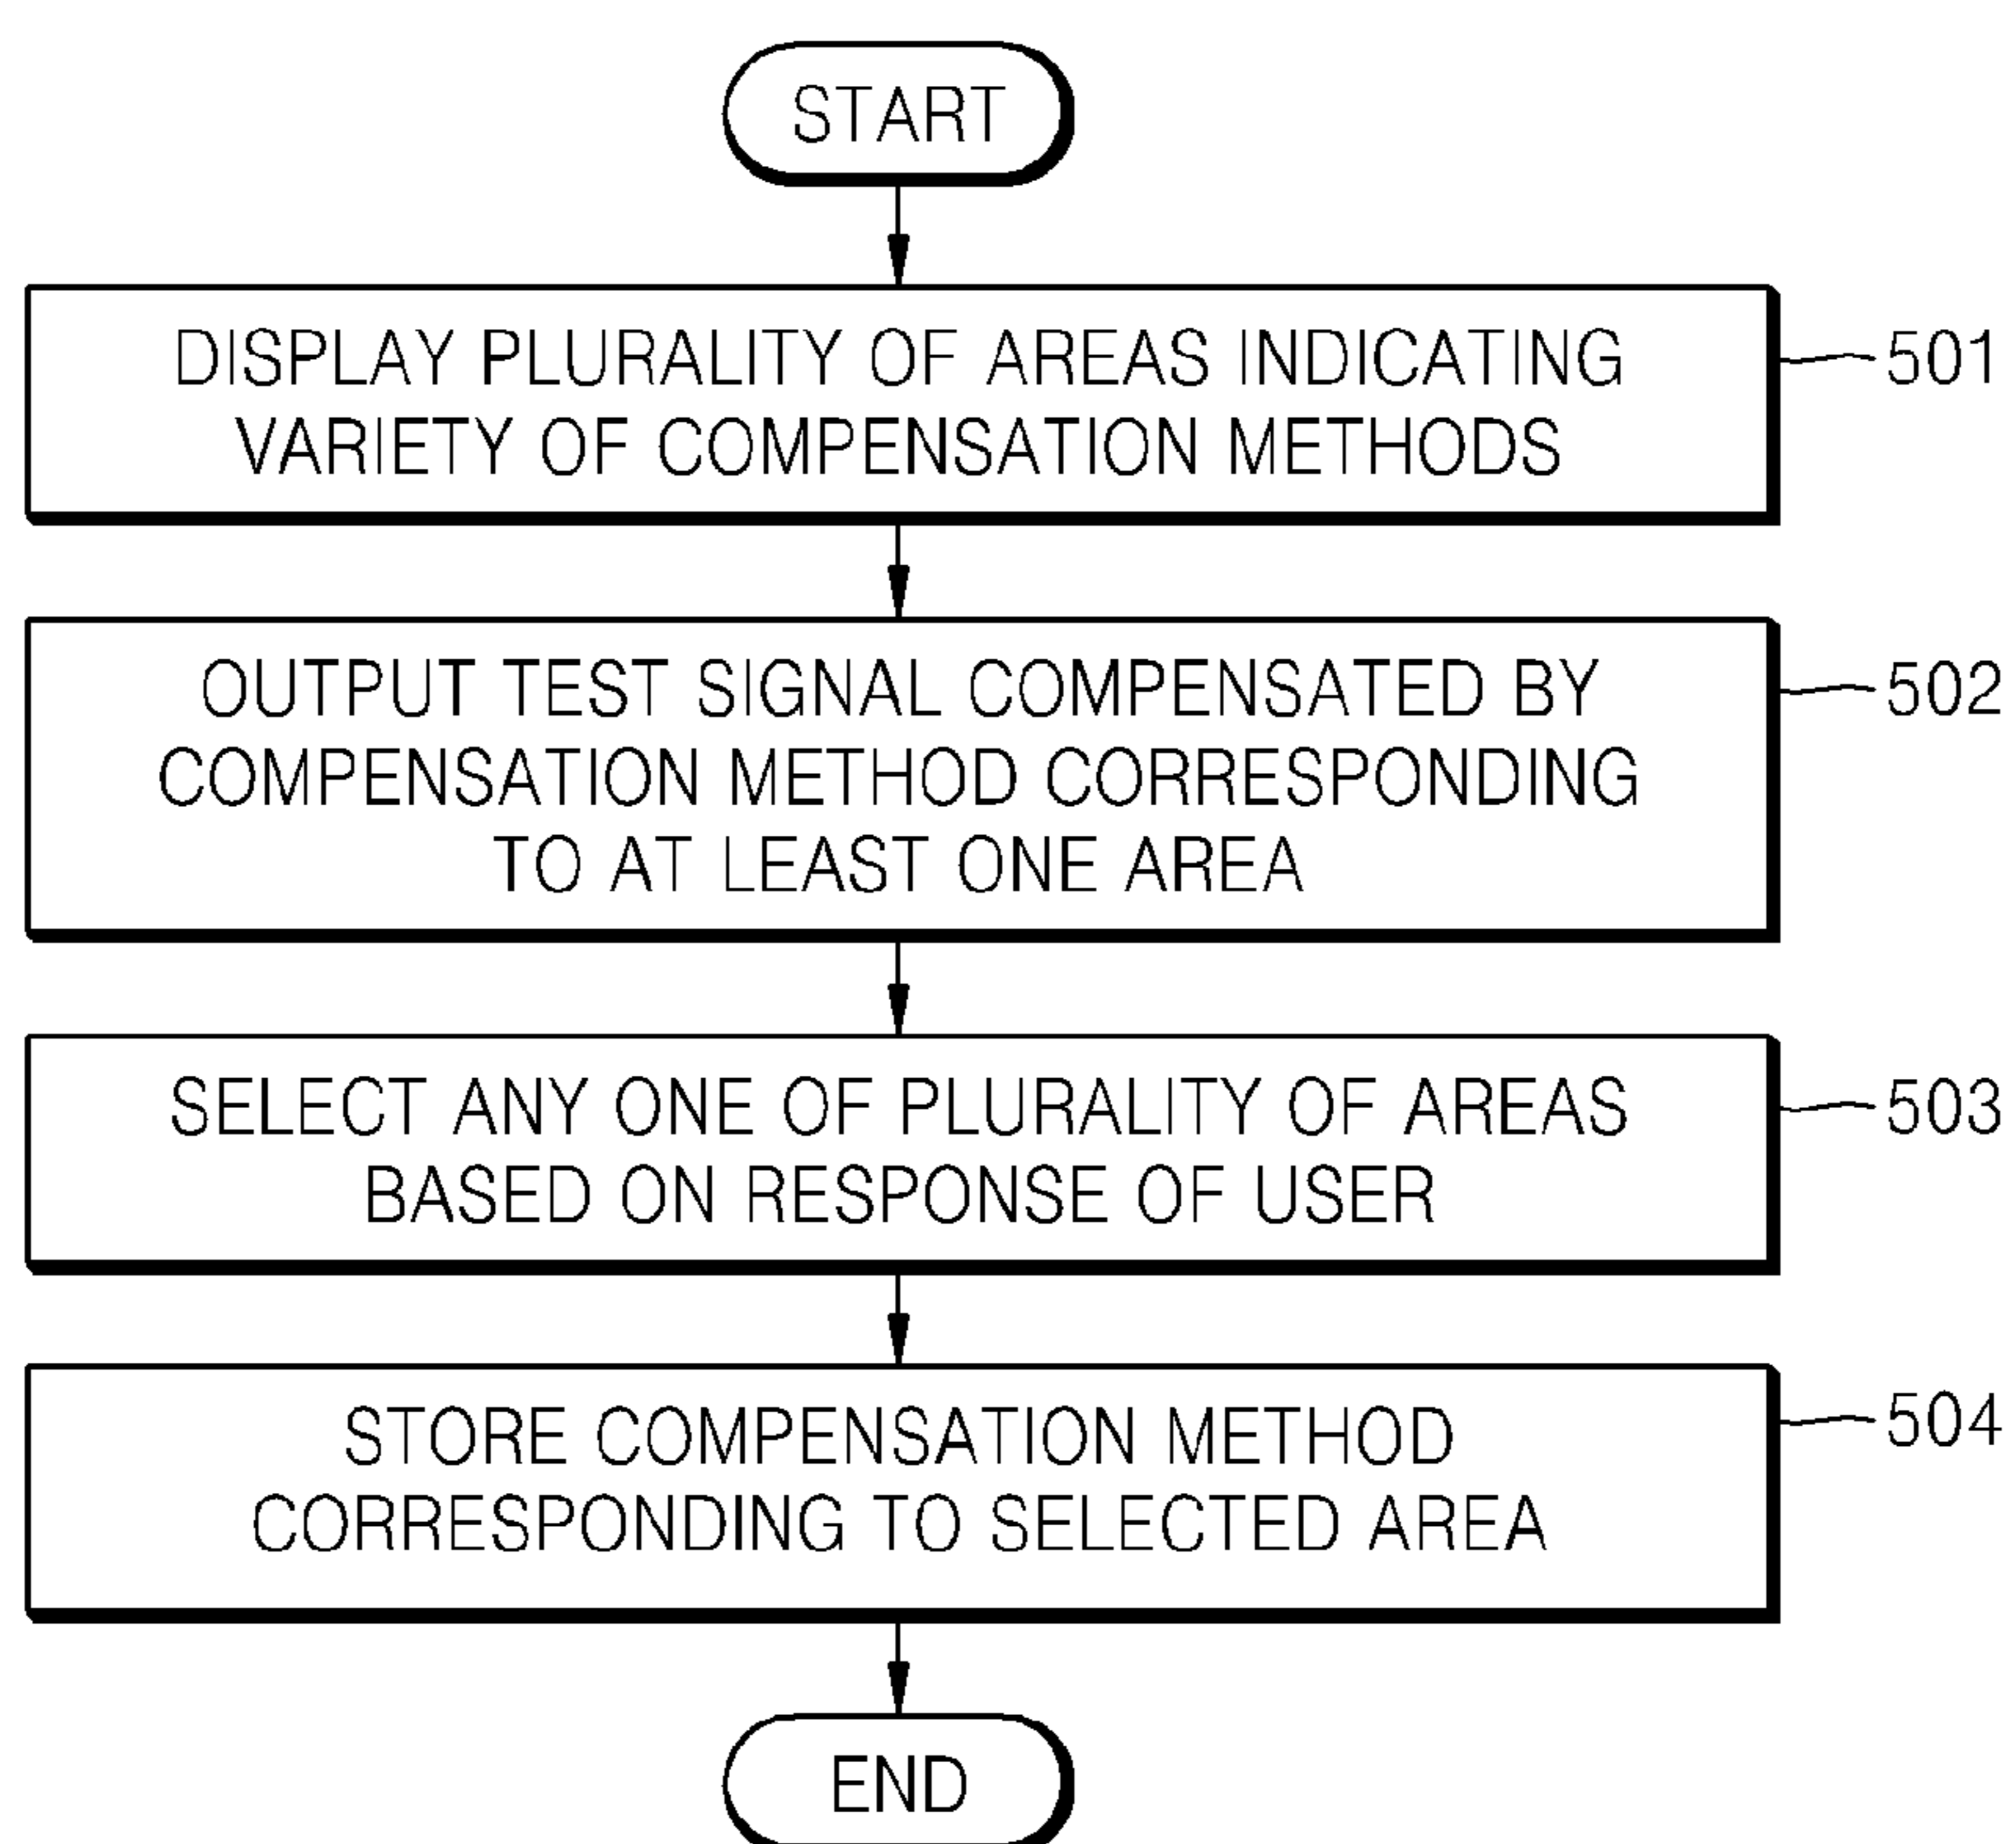 START
DISPLAY PLURALITY OF AREAS INDICATING
VARIETY OF COMPENSATION METHODS
501
OUTPUT TEST SIGNAL COMPENSATED BY
COMPENSATION METHOD CORRESPONDING
TO AT LEAST ONE AREA
502
SELECT ANY ONE OF PLURALITY OF AREAS
BASED ON RESPONSE OF USER
503
STORE COMPENSATION METHOD
CORRESPONDING TO SELECTED AREA
504
END